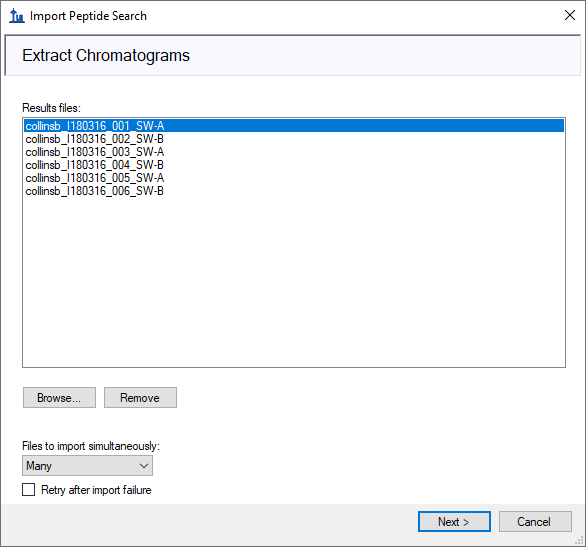 Import Peptide Search
Extract Chromatograms
Results files:
collinsb_I180316_001_SW-A
collinsb_I180316_002_SW-B
collinsb_I180316_003_SW-A
collinsb_I180316_004_SW-B
collinsb_I180316_005_SW-A
collinsb_I180316_006_SW-B
Browse... Remove
Files to import simultaneously:
Many
Retry after import failure
Next > Cancel